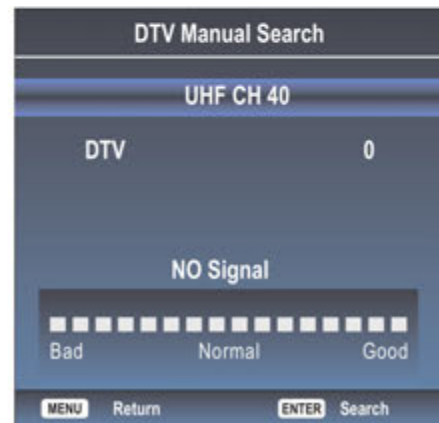 DTV Manual Search
UHF CH 40
DTV 0
NO Signal
Bad Normal Good
MENU Return ENTER Search